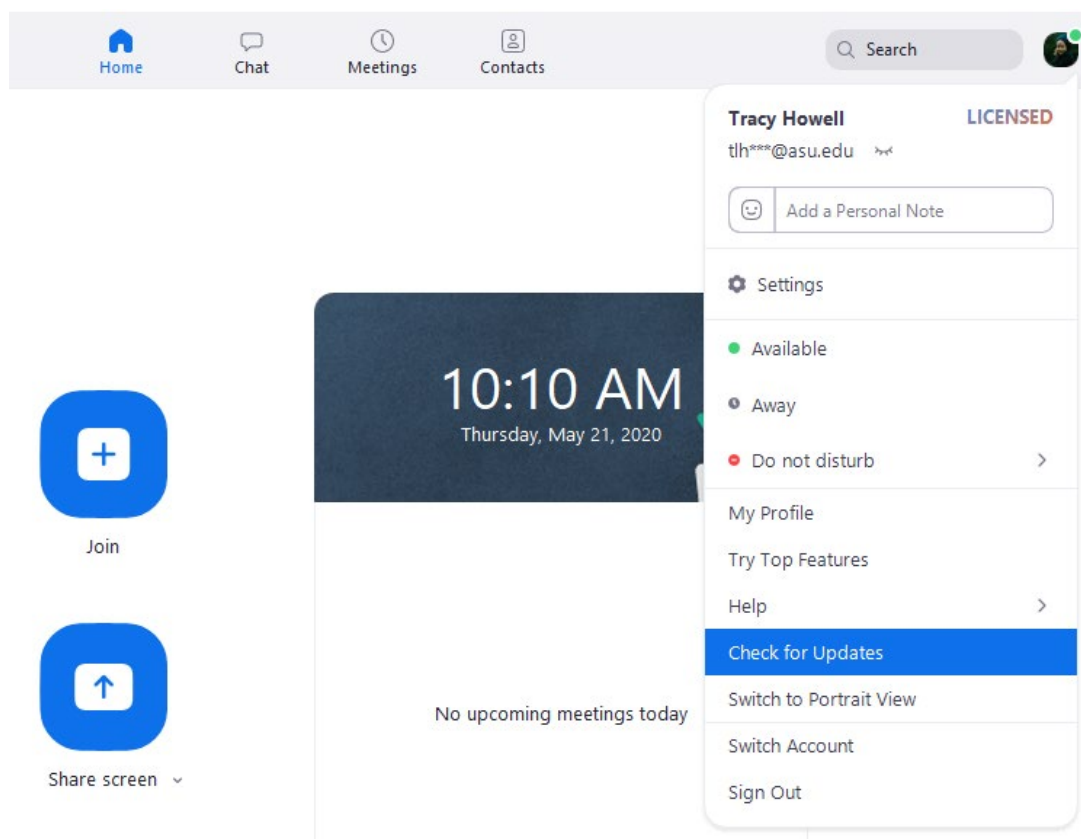 Home
Chat
Meetings
Contacts
Search
Tracy Howell
LICENSED
tlh***@asu.edu
Add a Personal Note
Settings
Available
Away
Do not disturb
My Profile
Try Top Features
Help
Check for Updates
Switch to Portrait View
Switch Account
Sign Out
10:10 AM
Thursday, May 21, 2020
Join
No upcoming meetings today
Share screen